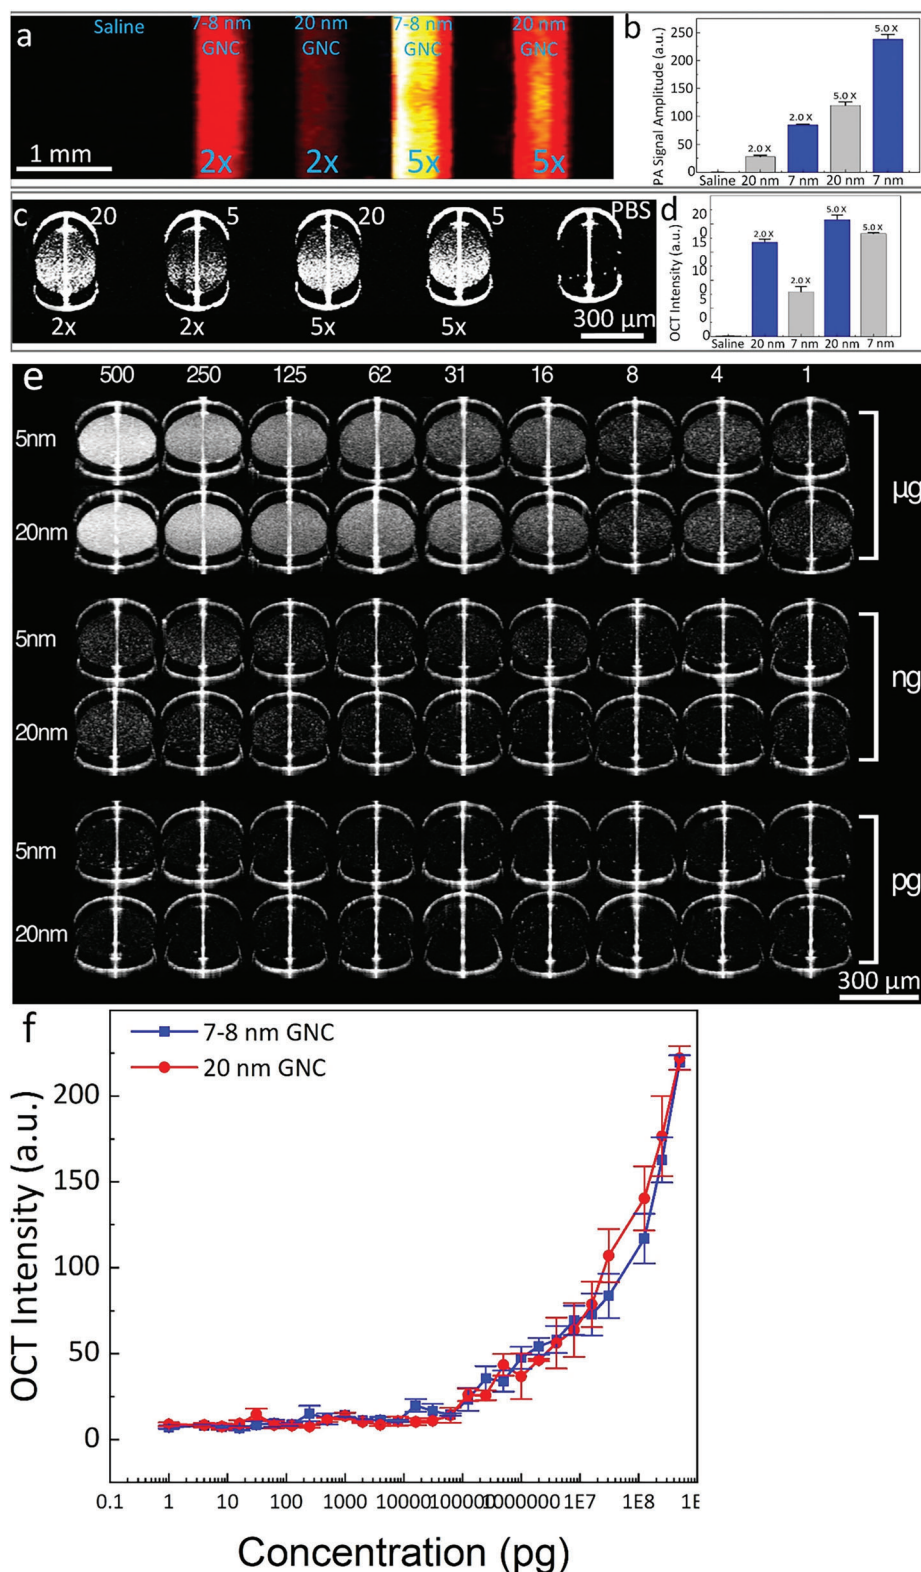 a
Saline
7-8 nm
GNC
20 nm
GNC
7-8 nm
GNC
20 nm
GNC
2x
2x
5x
5x
1 mm
b
PA Signal Amplitude (a.u.)
250
200
150
100
50
0
2.0 X
2.0 X
5.0 X
5.0 X
Saline 20 nm 7 nm 20 nm 7 nm
c
20 5 20 5 PBS
2x 2x 5x 5x
300 µm
d
OCT Intensity (a.u.)
20
15
10
0
0
2.0 X
2.0 X
5.0 X
5.0 X
Saline 20 nm 7 nm 20 nm 7 nm
e
500 250 125 62 31 16 8 4 1
5nm
20nm
µg
5nm
20nm
ng
5nm
20nm
pg
300 µm
f
7-8 nm GNC
20 nm GNC
OCT Intensity (a.u.)
200
150
100
50
0
0.1 1 10 100 1000 10000 100000 1000000 1E7 1E8 1E
Concentration (pg)